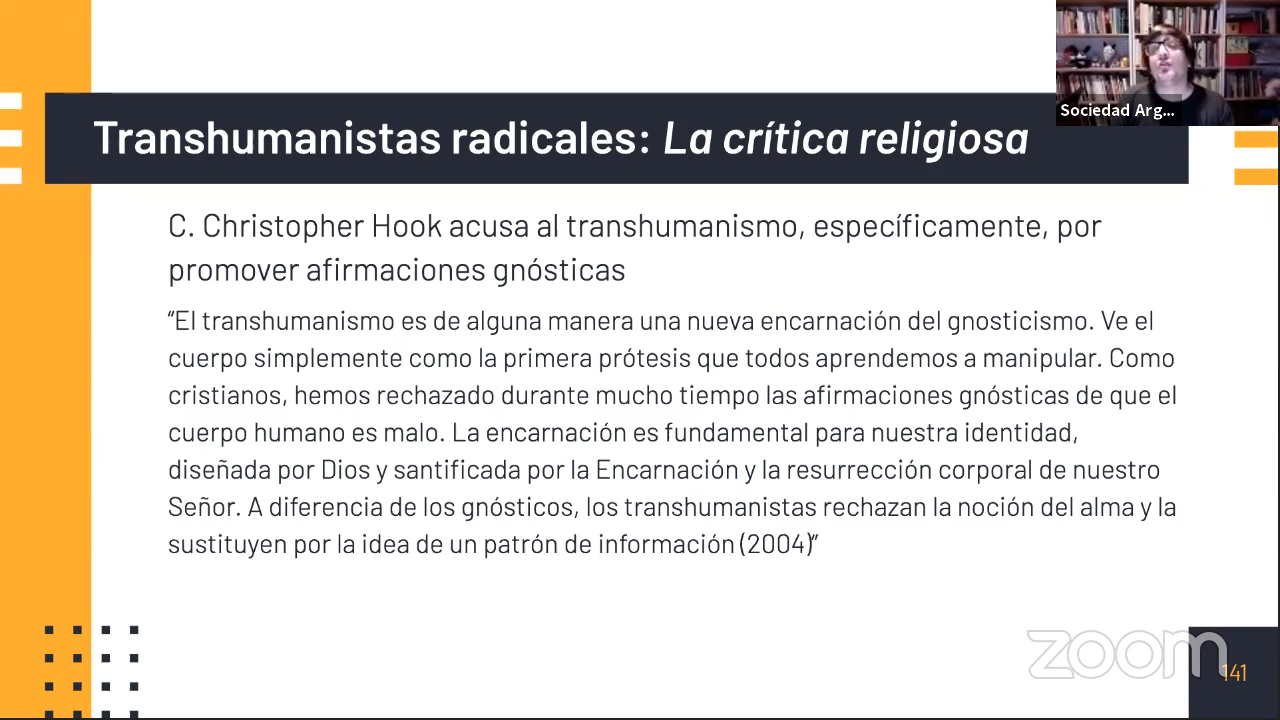 Sociedad Arg...
Transhumanistas radicales: La crítica religiosa
C. Christopher Hook acusa al transhumanismo, específicamente, por
promover afirmaciones gnósticas
“El transhumanismo es de alguna manera una nueva encarnación del gnosticismo. Ve el
cuerpo simplemente como la primera prótesis que todos aprendemos a manipular. Como
cristianos, hemos rechazado durante mucho tiempo las afirmaciones gnósticas de que el
cuerpo humano es malo. La encarnación es fundamental para nuestra identidad,
diseñada por Dios y santificada por la Encarnación y la resurrección corporal de nuestro
Señor. A diferencia de los gnósticos, los transhumanistas rechazan la noción del alma y la
sustituyen por la idea de un patrón de información (2004)”
zoom
141